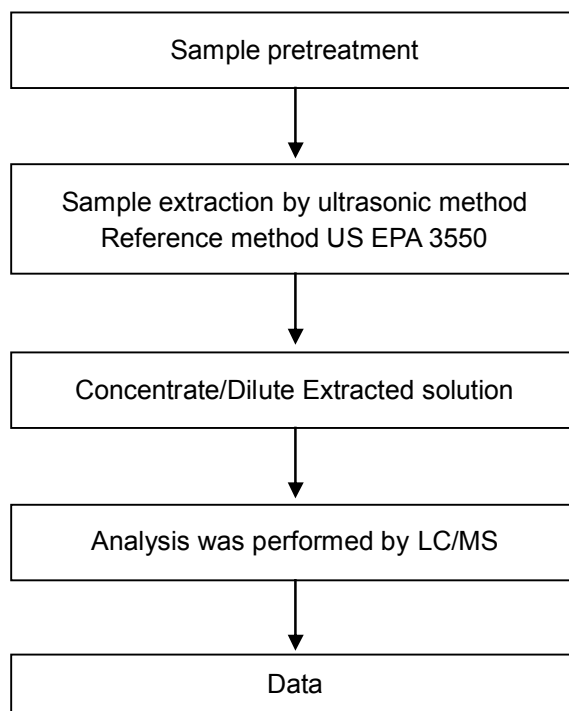 Sample pretreatment
Sample extraction by ultrasonic method
Reference method US EPA 3550
Concentrate/Dilute Extracted solution
Analysis was performed by LC/MS
Data